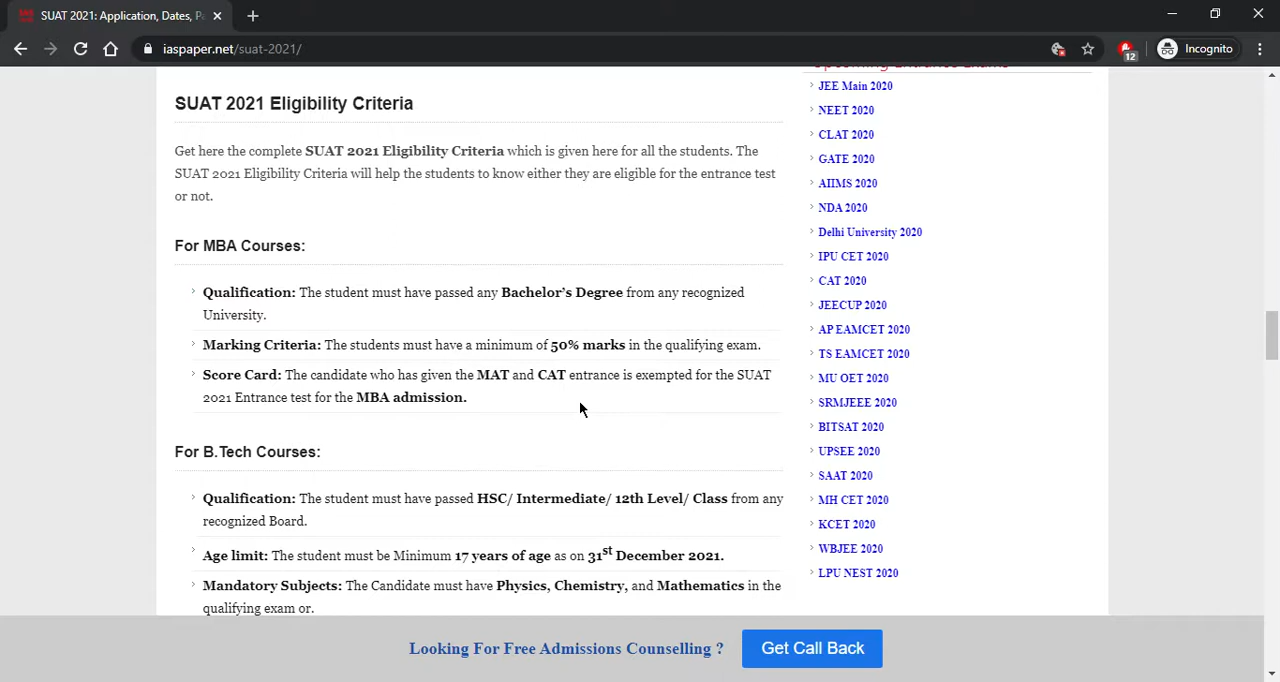 SUAT 2021: Application, Dates, P
iaspaper.net/suat-2021/
12
Incognito
SUAT 2021 Eligibility Criteria
Get here the complete SUAT 2021 Eligibility Criteria which is given here for all the students. The
SUAT 2021 Eligibility Criteria will help the students to know either they are eligible for the entrance test
or not.
For MBA Courses:
Qualification: The student must have passed any Bachelor's Degree from any recognized
University.
Marking Criteria: The students must have a minimum of 50% marks in the qualifying exam.
Score Card: The candidate who has given the MAT and CAT entrance is exempted for the SUAT
2021 Entrance test for the MBA admission.
For B.Tech Courses:
Qualification: The student must have passed HSC/ Intermediate/ 12th Level/ Class from any
recognized Board.
Age limit: The student must be Minimum 17 years of age as on 31st December 2021.
Mandatory Subjects: The Candidate must have Physics, Chemistry, and Mathematics in the
qualifying exam or.
Upcoming Entrance Exams
JEE Main 2020
NEET 2020
CLAT 2020
GATE 2020
AIIMS 2020
NDA 2020
Delhi University 2020
IPU CET 2020
CAT 2020
JEECUP 2020
AP EAMCET 2020
TS EAMCET 2020
MU OET 2020
SRMJEEE 2020
BITSAT 2020
UPSEE 2020
SAAT 2020
MH CET 2020
KCET 2020
WBJEE 2020
LPU NEST 2020
Looking For Free Admissions Counselling ?
Get Call Back